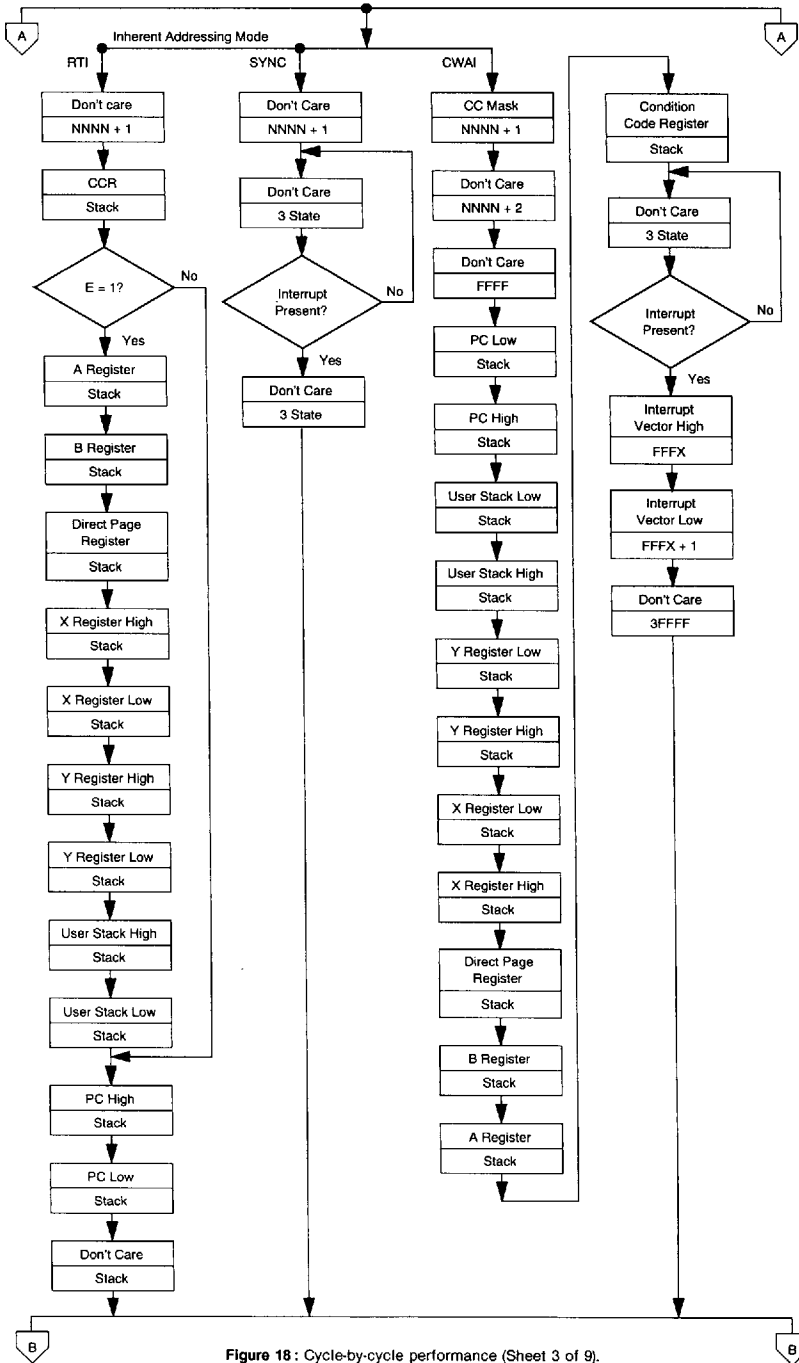 A
A
Inherent Addressing Mode
RTI
Don't care
NNNN + 1
CCR
Stack
E = 1?
No
Yes
A Register
Stack
B Register
Stack
Direct Page
Register
Stack
X Register High
Stack
X Register Low
Stack
Y Register High
Stack
Y Register Low
Stack
User Stack High
Stack
User Stack Low
Stack
PC High
Stack
PC Low
Stack
Don't Care
Stack
SYNC
Don't Care
NNNN + 1
Don't Care
3 State
Interrupt
Present?
No
Yes
Don't Care
3 State
CWAI
CC Mask
NNNN + 1
Don't Care
NNNN + 2
Don't Care
FFFF
PC Low
Stack
PC High
Stack
User Stack Low
Stack
User Stack High
Stack
Y Register Low
Stack
Y Register High
Stack
X Register Low
Stack
X Register High
Stack
Direct Page
Register
Stack
B Register
Stack
A Register
Stack
Condition
Code Register
Stack
Don't Care
3 State
Interrupt
Present?
No
Yes
Interrupt
Vector High
FFFX
Interrupt
Vector Low
FFFX + 1
Don't Care
3FFFF
B
B
Figure 18 : Cycle-by-cycle performance (Sheet 3 of 9).